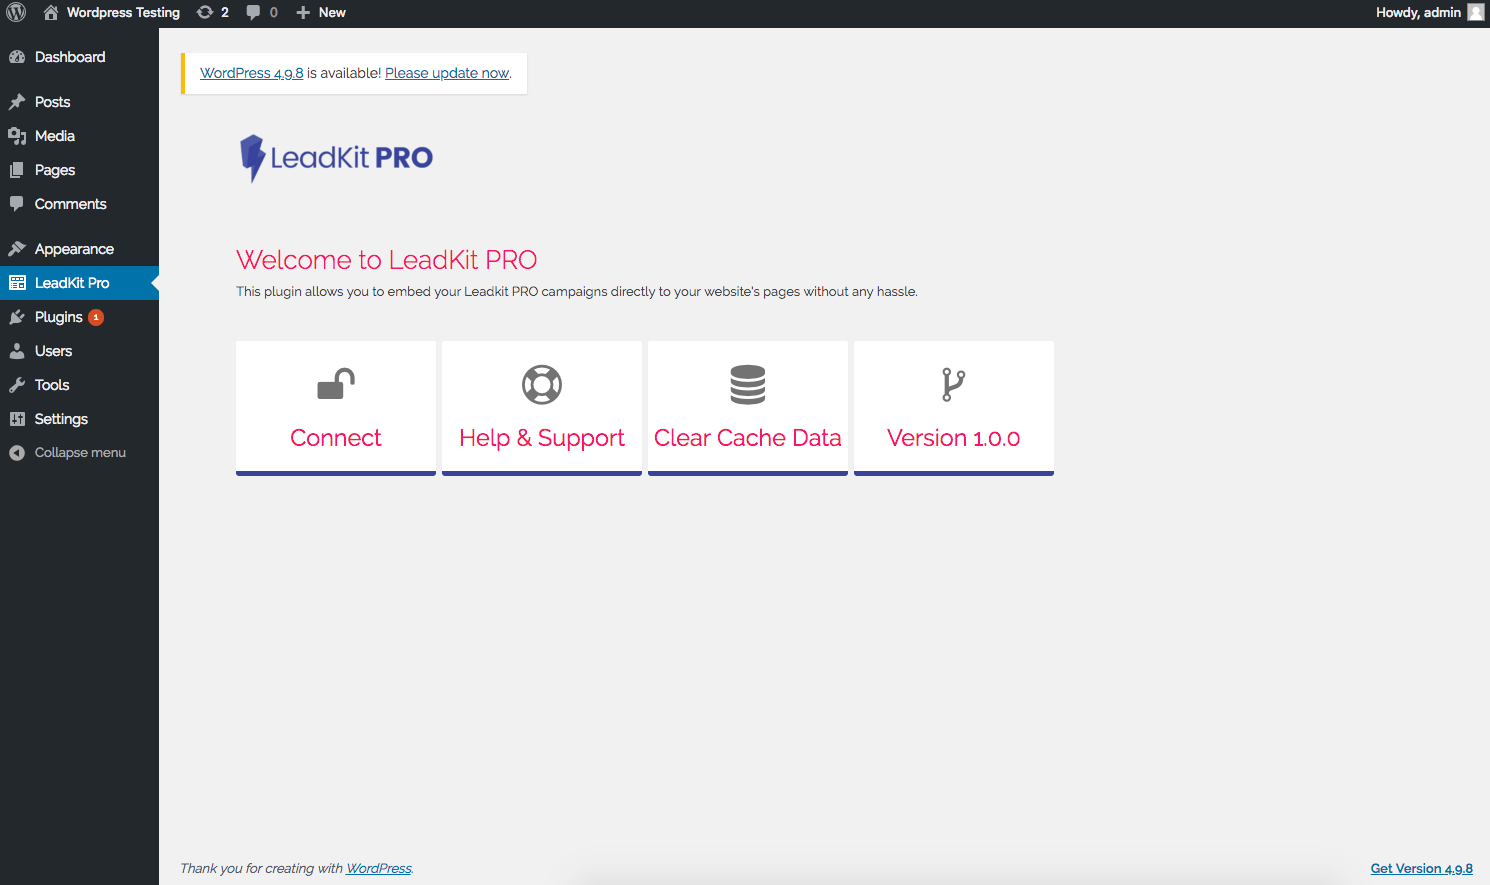 Wordpress Testing 2 0 New Howdy, admin
Dashboard
Posts
Media
Pages
Comments
Appearance
LeadKit Pro
Plugins 1
Users
Tools
Settings
Collapse menu
WordPress 4.9.8 is available! Please update now.
LeadKit PRO
Welcome to LeadKit PRO
This plugin allows you to embed your Leadkit PRO campaigns directly to your website's pages without any hassle.
Connect
Help & Support
Clear Cache Data
Version 1.0.0
Thank you for creating with WordPress.
Get Version 4.9.8